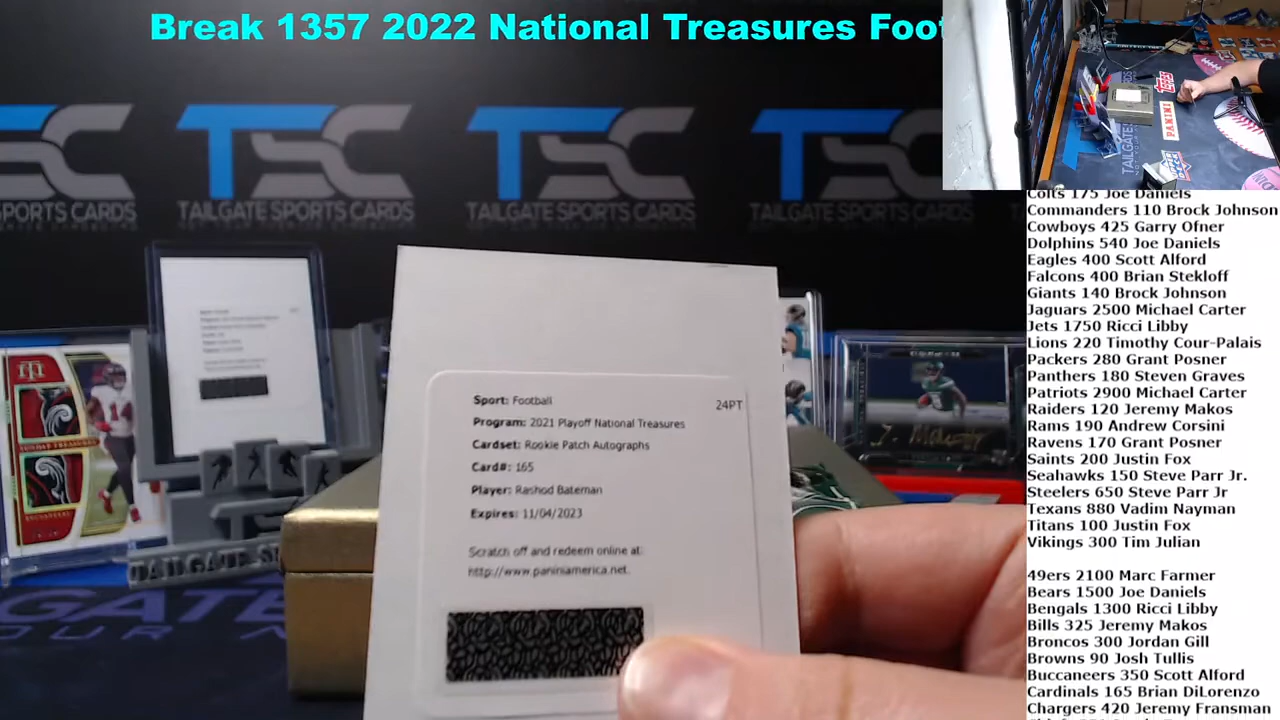 Break 1357 2022 National Treasures Foot
TSC
TAILGATE SPORTS CARDS
TSC
TAILGATE SPORTS CARDS
TSC
TAILGATE SPORTS CARDS
SPORTS CARDS
PANINI
Topps
Colts 175 Joe Daniels
Commanders 110 Brock Johnson
Cowboys 425 Garry Ofner
Dolphins 540 Joe Daniels
Eagles 400 Scott Alford
Falcons 400 Brian Stekloff
Giants 140 Brock Johnson
Jaguars 2500 Michael Carter
Jets 1750 Ricci Libby
Lions 220 Timothy Cour-Palais
Packers 280 Grant Posner
Panthers 180 Steven Graves
Patriots 2900 Michael Carter
Raiders 120 Jeremy Makos
Rams 190 Andrew Corsini
Ravens 170 Grant Posner
Saints 200 Justin Fox
Seahawks 150 Steve Parr Jr.
Steelers 650 Steve Parr Jr
Texans 880 Vadim Nayman
Titans 100 Justin Fox
Vikings 300 Tim Julian
49ers 2100 Marc Farmer
Bears 1500 Joe Daniels
Bengals 1300 Ricci Libby
Bills 325 Jeremy Makos
Broncos 300 Jordan Gill
Browns 90 Josh Tullis
Buccaneers 350 Scott Alford
Cardinals 165 Brian DiLorenzo
Chargers 420 Jeremy Fransman
24PT
Sport: Football
Program: 2021 Playoff National Treasures
Cardset: Rookie Patch Autographs
Card#: 165
Player: Rashod Bateman
Expires: 11/04/2023
Scratch off and redeem online at:
http://www.paniniamerica.net.